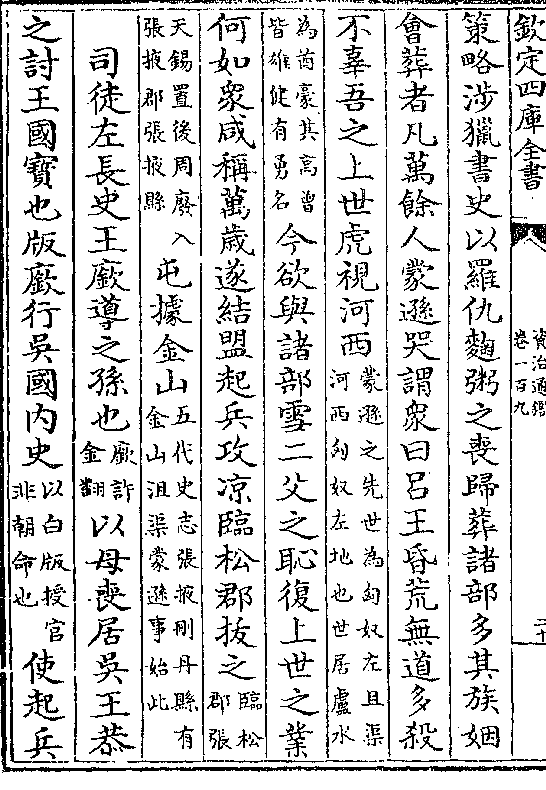 欽定四庫全書
資治通鑑
卷一百九
二十
策略涉獵書史以羅仇麴粥之喪歸葬諸部多其族姻
會葬者凡萬餘人蒙遜哭謂衆曰吕王昏荒無道多殺
不辜吾之上世虎視河西蒙遜之先世為匈奴左且渠河西匈奴左地也世居盧水
為酋豪其高曾皆雄健有勇名今欲與諸部雪二父之恥復上世之業
何如衆咸稱萬歲遂結盟起兵攻凉臨松郡拔之臨松郡張
天錫置後周廢入張掖郡張掖縣屯據金山五代史志張掖刪丹縣有金山沮渠蒙遜事始此
司徒左長史王廞導之孫也廞許金翻以母喪居吳王恭
之討王國寶也版廞行吳國内史以白版授官非朝命也使起兵